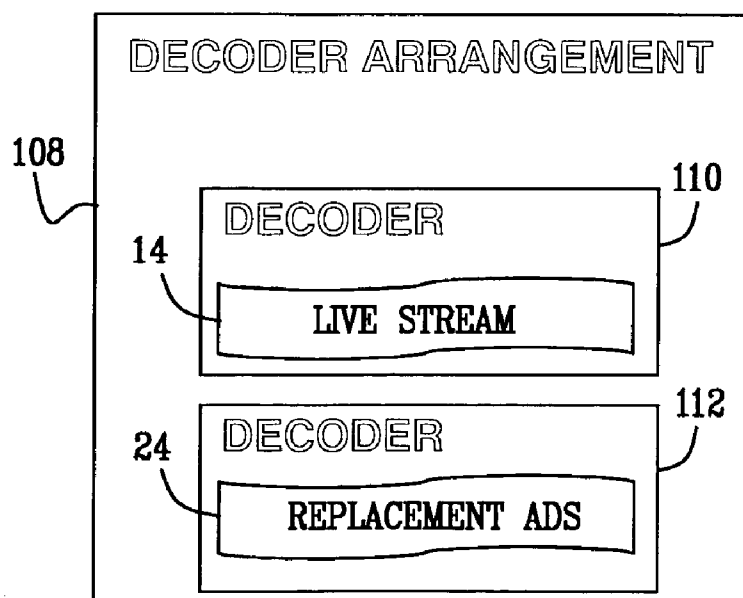 DECODER ARRANGEMENT
108
110
DECODER
14
LIVE STREAM
112
DECODER
24
REPLACEMENT ADS